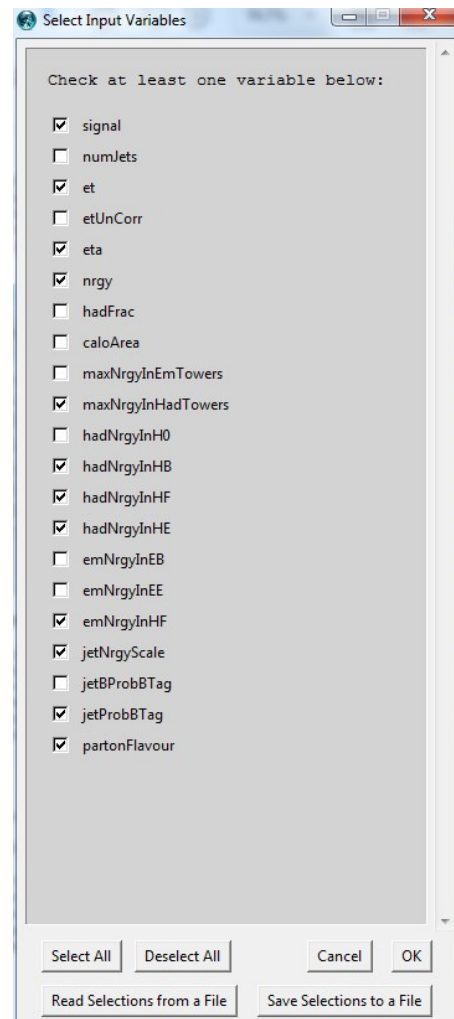 Select Input Variables
Check at least one variable below:
signal
numJets
et
etUnCorr
eta
nrgy
hadFrac
caloArea
maxNrgyInEmTowers
maxNrgyInHadTowers
hadNrgyInH0
hadNrgyInHB
hadNrgyInHF
hadNrgyInHE
emNrgyInEB
emNrgyInEE
emNrgyInHF
jetNrgyScale
jetBProbBTag
jetProbBTag
partonFlavour
Select All Deselect All Cancel OK
Read Selections from a File Save Selections to a File